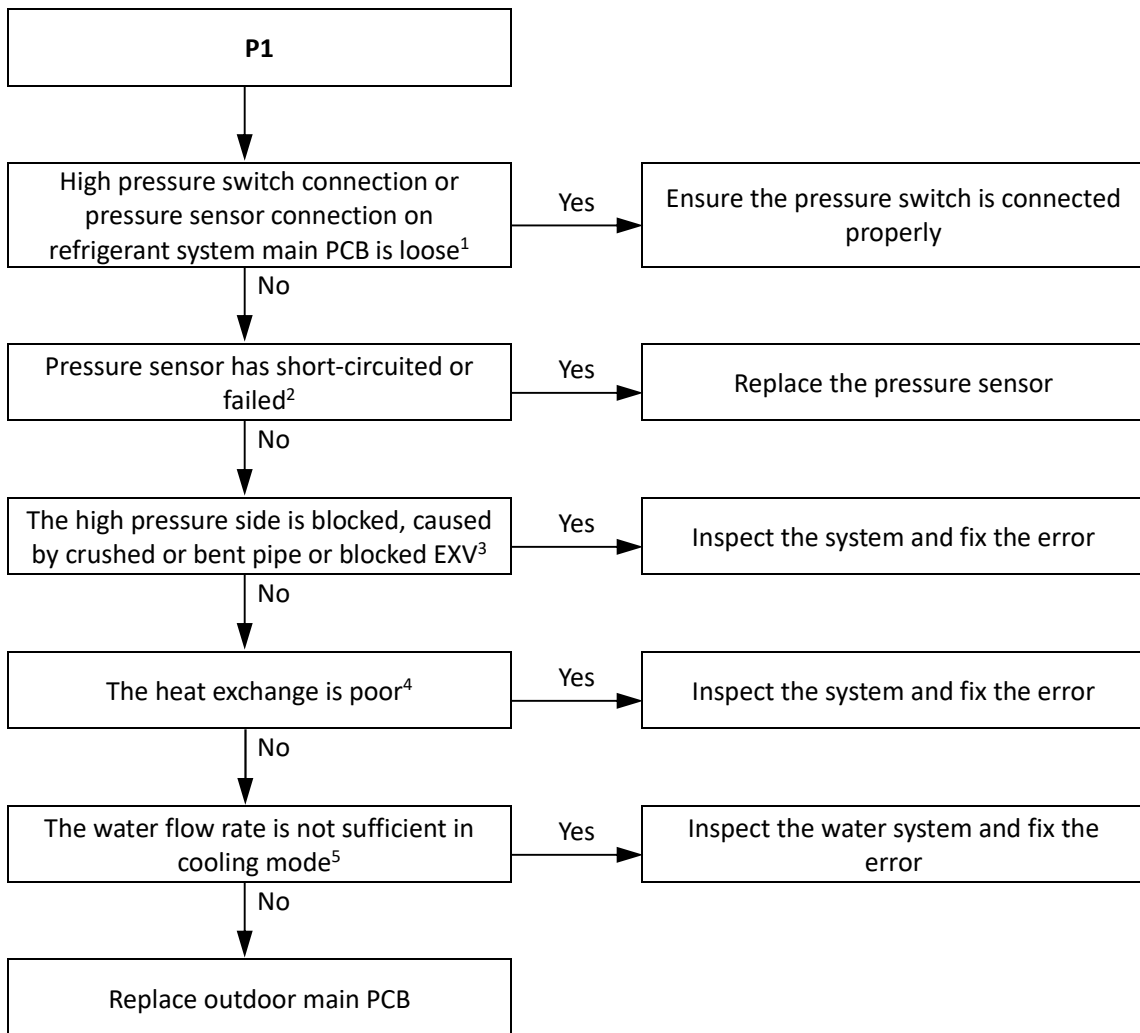 P1
High pressure switch connection or
pressure sensor connection on
refrigerant system main PCB is loose¹
Yes
Ensure the pressure switch is connected
properly
No
Pressure sensor has short-circuited or
failed²
Yes
Replace the pressure sensor
No
The high pressure side is blocked, caused
by crushed or bent pipe or blocked EXV³
Yes
Inspect the system and fix the error
No
The heat exchange is poor⁴
Yes
Inspect the system and fix the error
No
The water flow rate is not sufficient in
cooling mode⁵
Yes
Inspect the water system and fix the
error
No
Replace outdoor main PCB